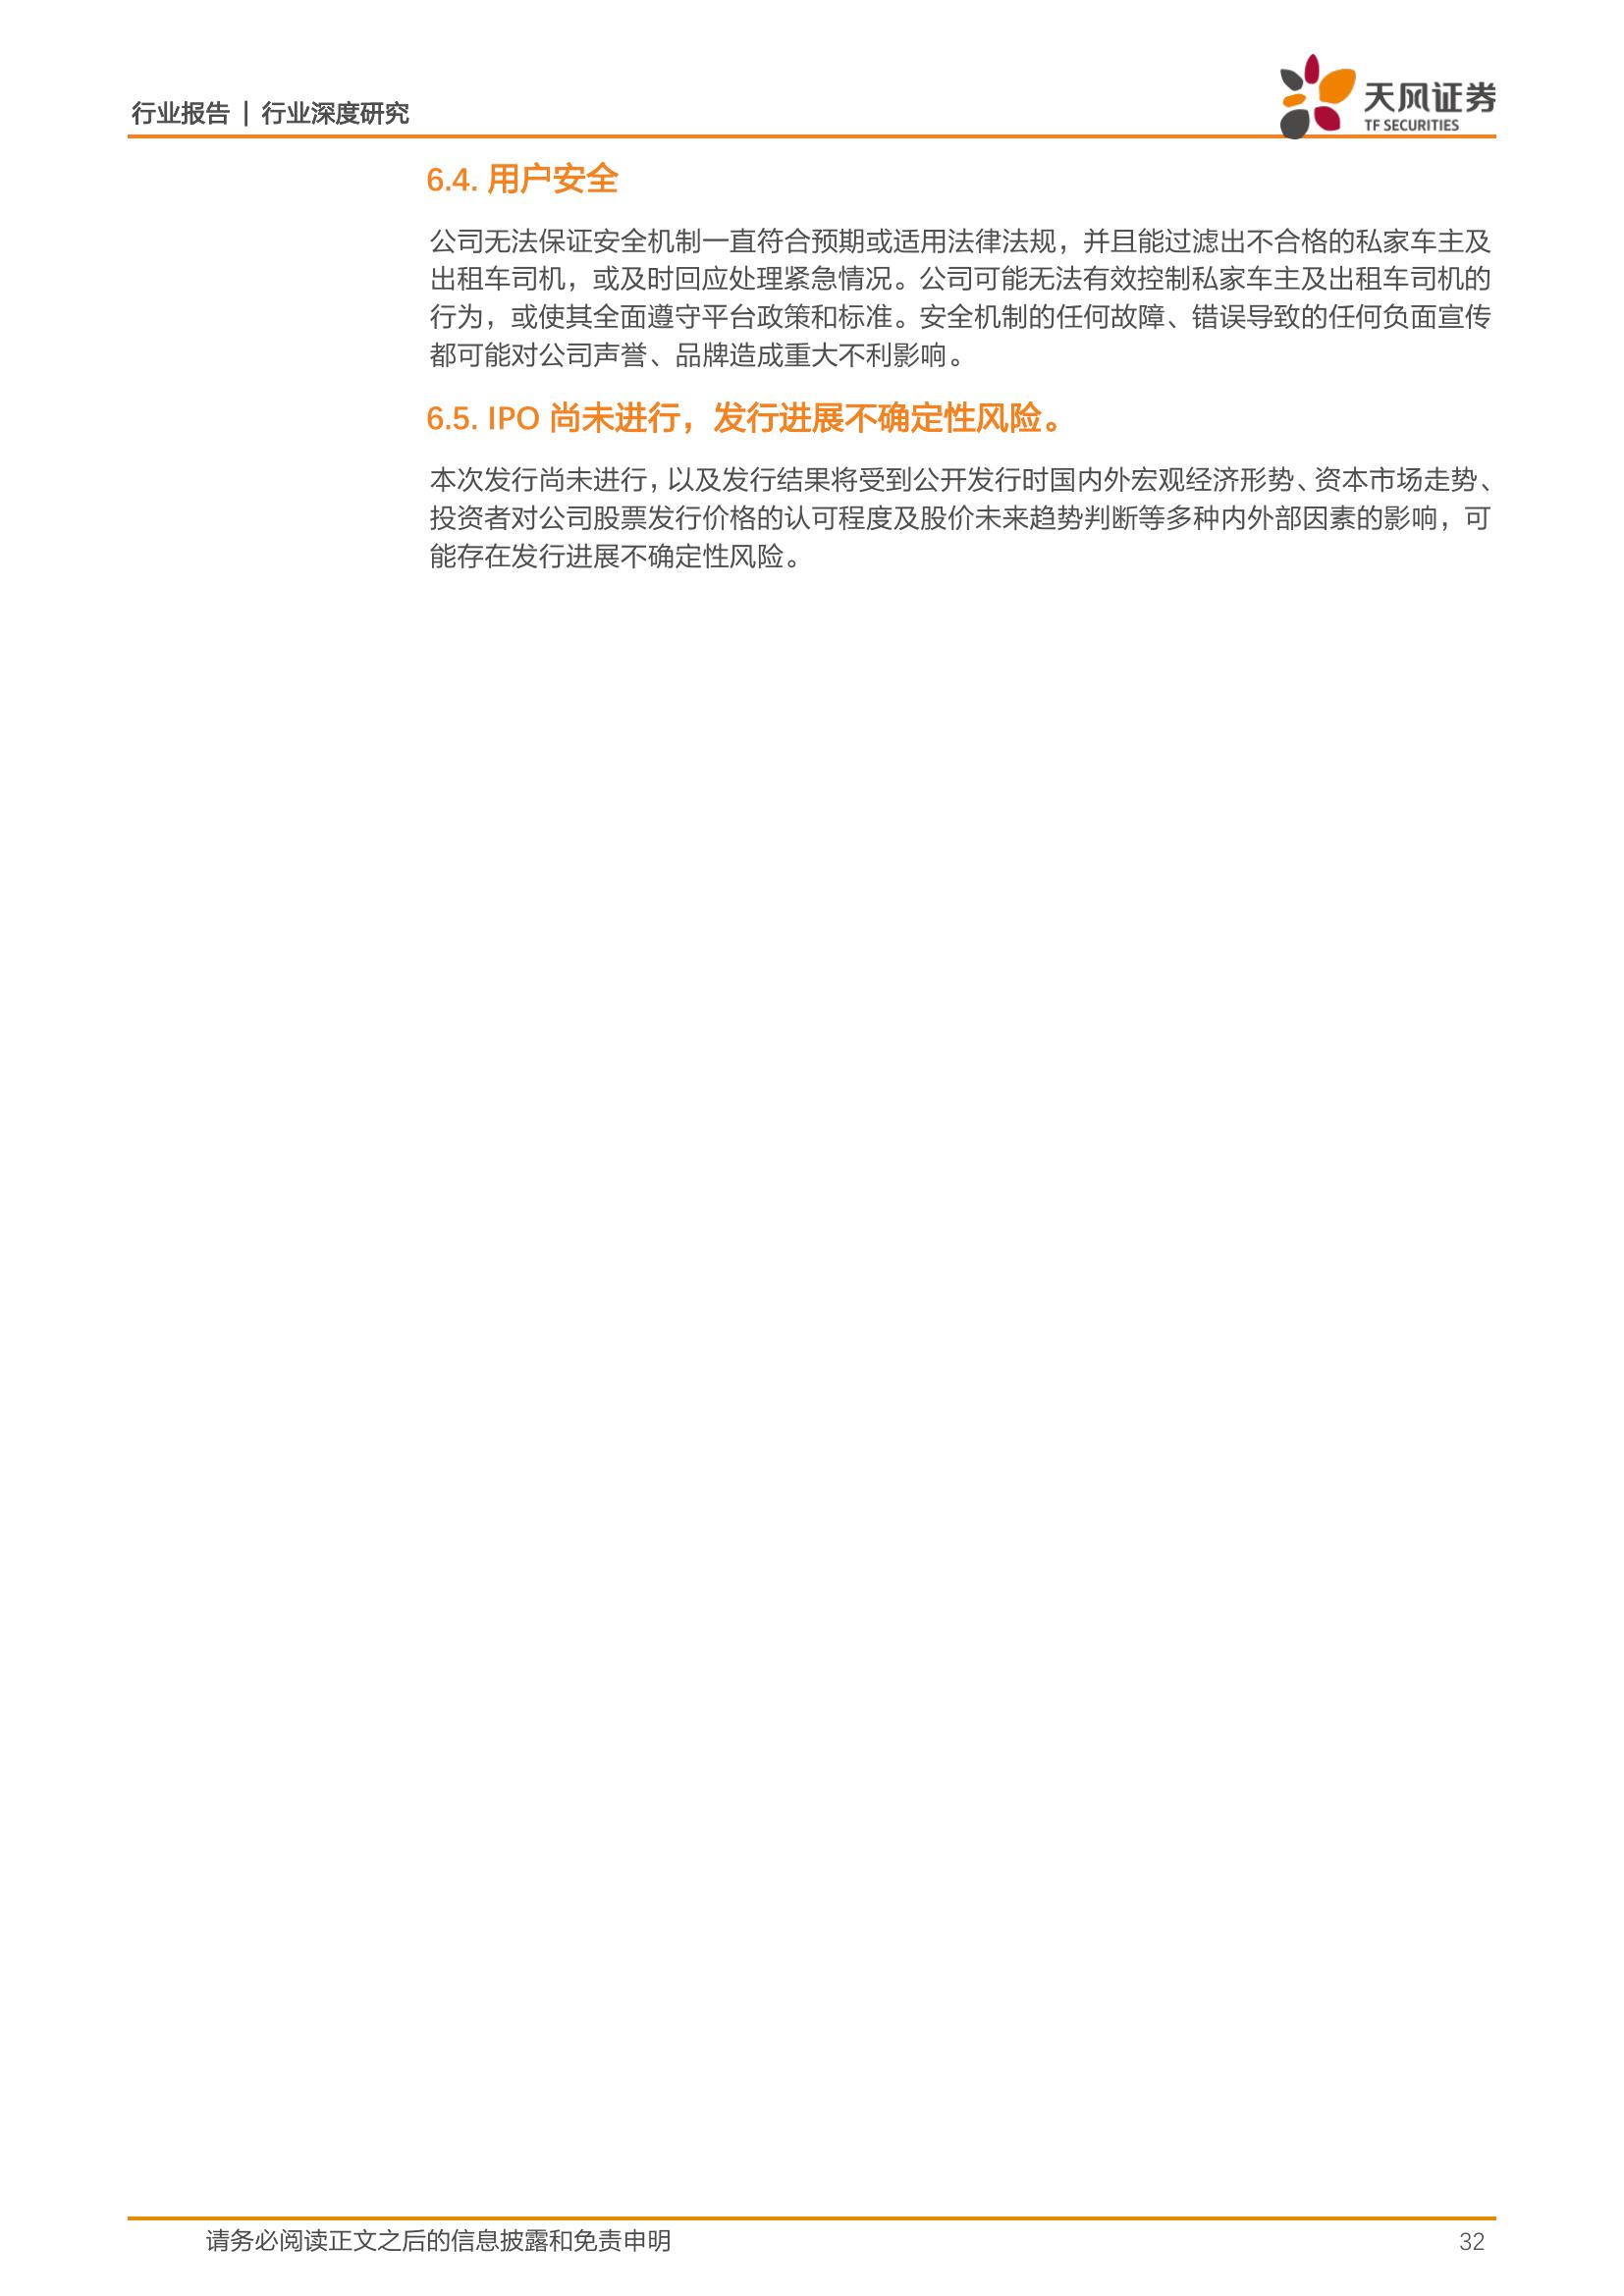 行业报告 | 行业深度研究
天风证券
TF SECURITIES
6.4. 用户安全
公司无法保证安全机制一直符合预期或适用法律法规，并且能过滤出不合格的私家车主及
出租车司机，或及时回应处理紧急情况。公司可能无法有效控制私家车主及出租车司机的
行为，或使其全面遵守平台政策和标准。安全机制的任何故障、错误导致的任何负面宣传
都可能对公司声誉、品牌造成重大不利影响。
6.5. IPO 尚未进行，发行进展不确定性风险。
本次发行尚未进行，以及发行结果将受到公开发行时国内外宏观经济形势、资本市场走势、
投资者对公司股票发行价格的认可程度及股价未来趋势判断等多种内外部因素的影响，可
能存在发行进展不确定性风险。
请务必阅读正文之后的信息披露和免责申明
32